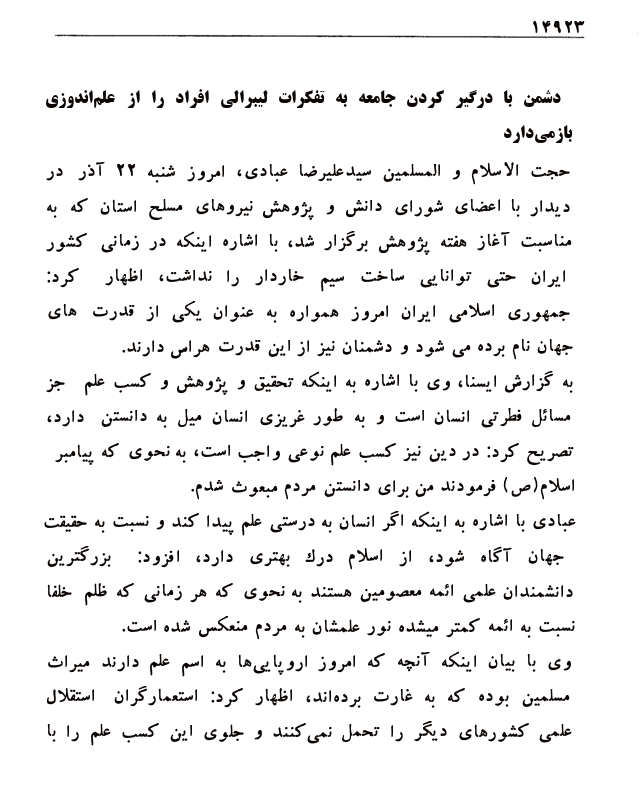 ۱۴۹۲۳
دشمن با درگیر کردن جامعه به تفکرات لیبرالی افراد را از علم‌اندوزی
بازمی‌دارد
حجت الاسلام و المسلمین سیدعلیرضا عبادی، امروز شنبه ۲۲ آذر در
دیدار با اعضای شورای دانش و پژوهش نیروهای مسلح استان که به
مناسبت آغاز هفته پژوهش برگزار شد، با اشاره اینکه در زمانی کشور
ایران حتی توانایی ساخت سیم خاردار را نداشت، اظهار کرد:
جمهوری اسلامی ایران امروز همواره به عنوان یکی از قدرت های
جهان نام برده می شود و دشمنان نیز از این قدرت هراس دارند.
به گزارش ایسنا، وی با اشاره به اینکه تحقیق و پژوهش و کسب علم جز
مسائل فطرتی انسان است و به طور غریزی انسان میل به دانستن دارد،
تصریح کرد: در دین نیز کسب علم نوعی واجب است، به نحوی که پیامبر
اسلام(ص) فرمودند من برای دانستن مردم مبعوث شدم.
عبادی با اشاره به اینکه اگر انسان به درستی علم پیدا کند و نسبت به حقیقت
جهان آگاه شود، از اسلام درك بهتری دارد، افزود: بزرگترین
دانشمندان علمی ائمه معصومین هستند به نحوی که هر زمانی که ظلم خلفا
نسبت به ائمه کمتر میشده نور علمشان به مردم منعکس شده است.
وی با بیان اینکه آنچه که امروز اروپایی‌ها به اسم علم دارند میراث
مسلمین بوده که به غارت برده‌اند، اظهار کرد: استعمارگران استقلال
علمی کشورهای دیگر را تحمل نمی‌کنند و جلوی این کسب علم را با